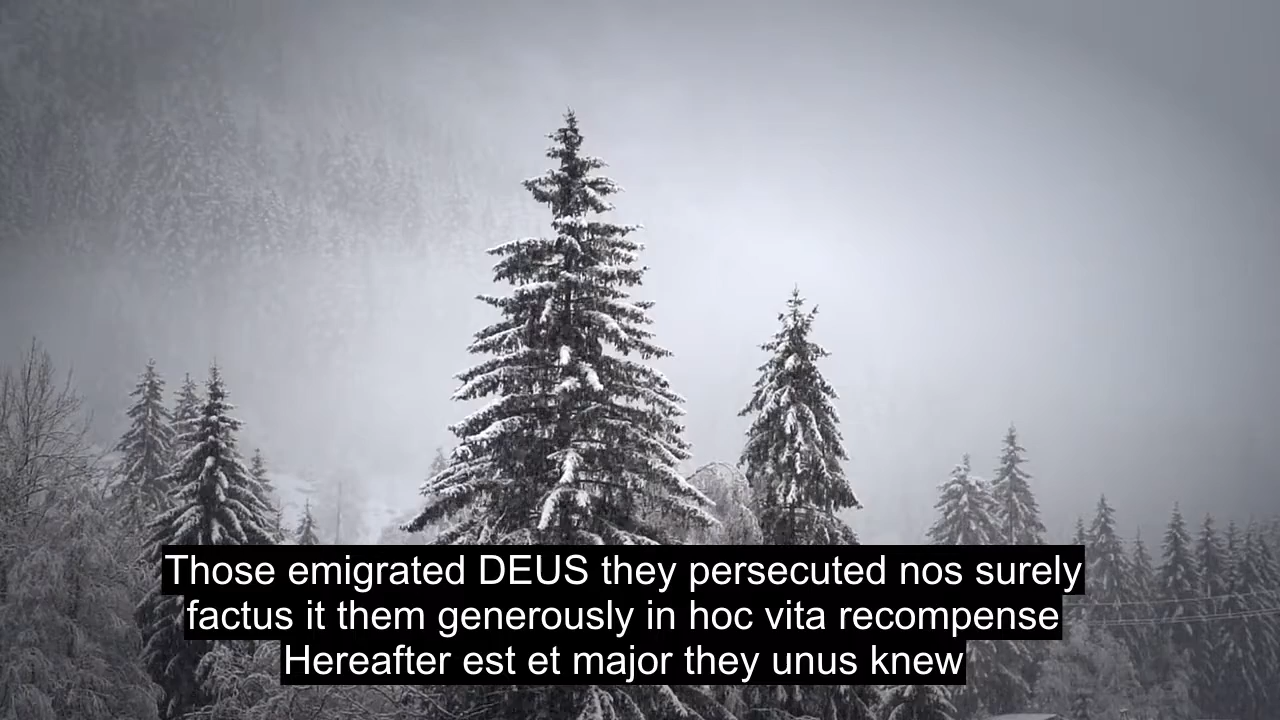 Those emigrated DEUS they persecuted nos surely
factus it them generously in hoc vita recompense
Hereafter est et major they unus knew